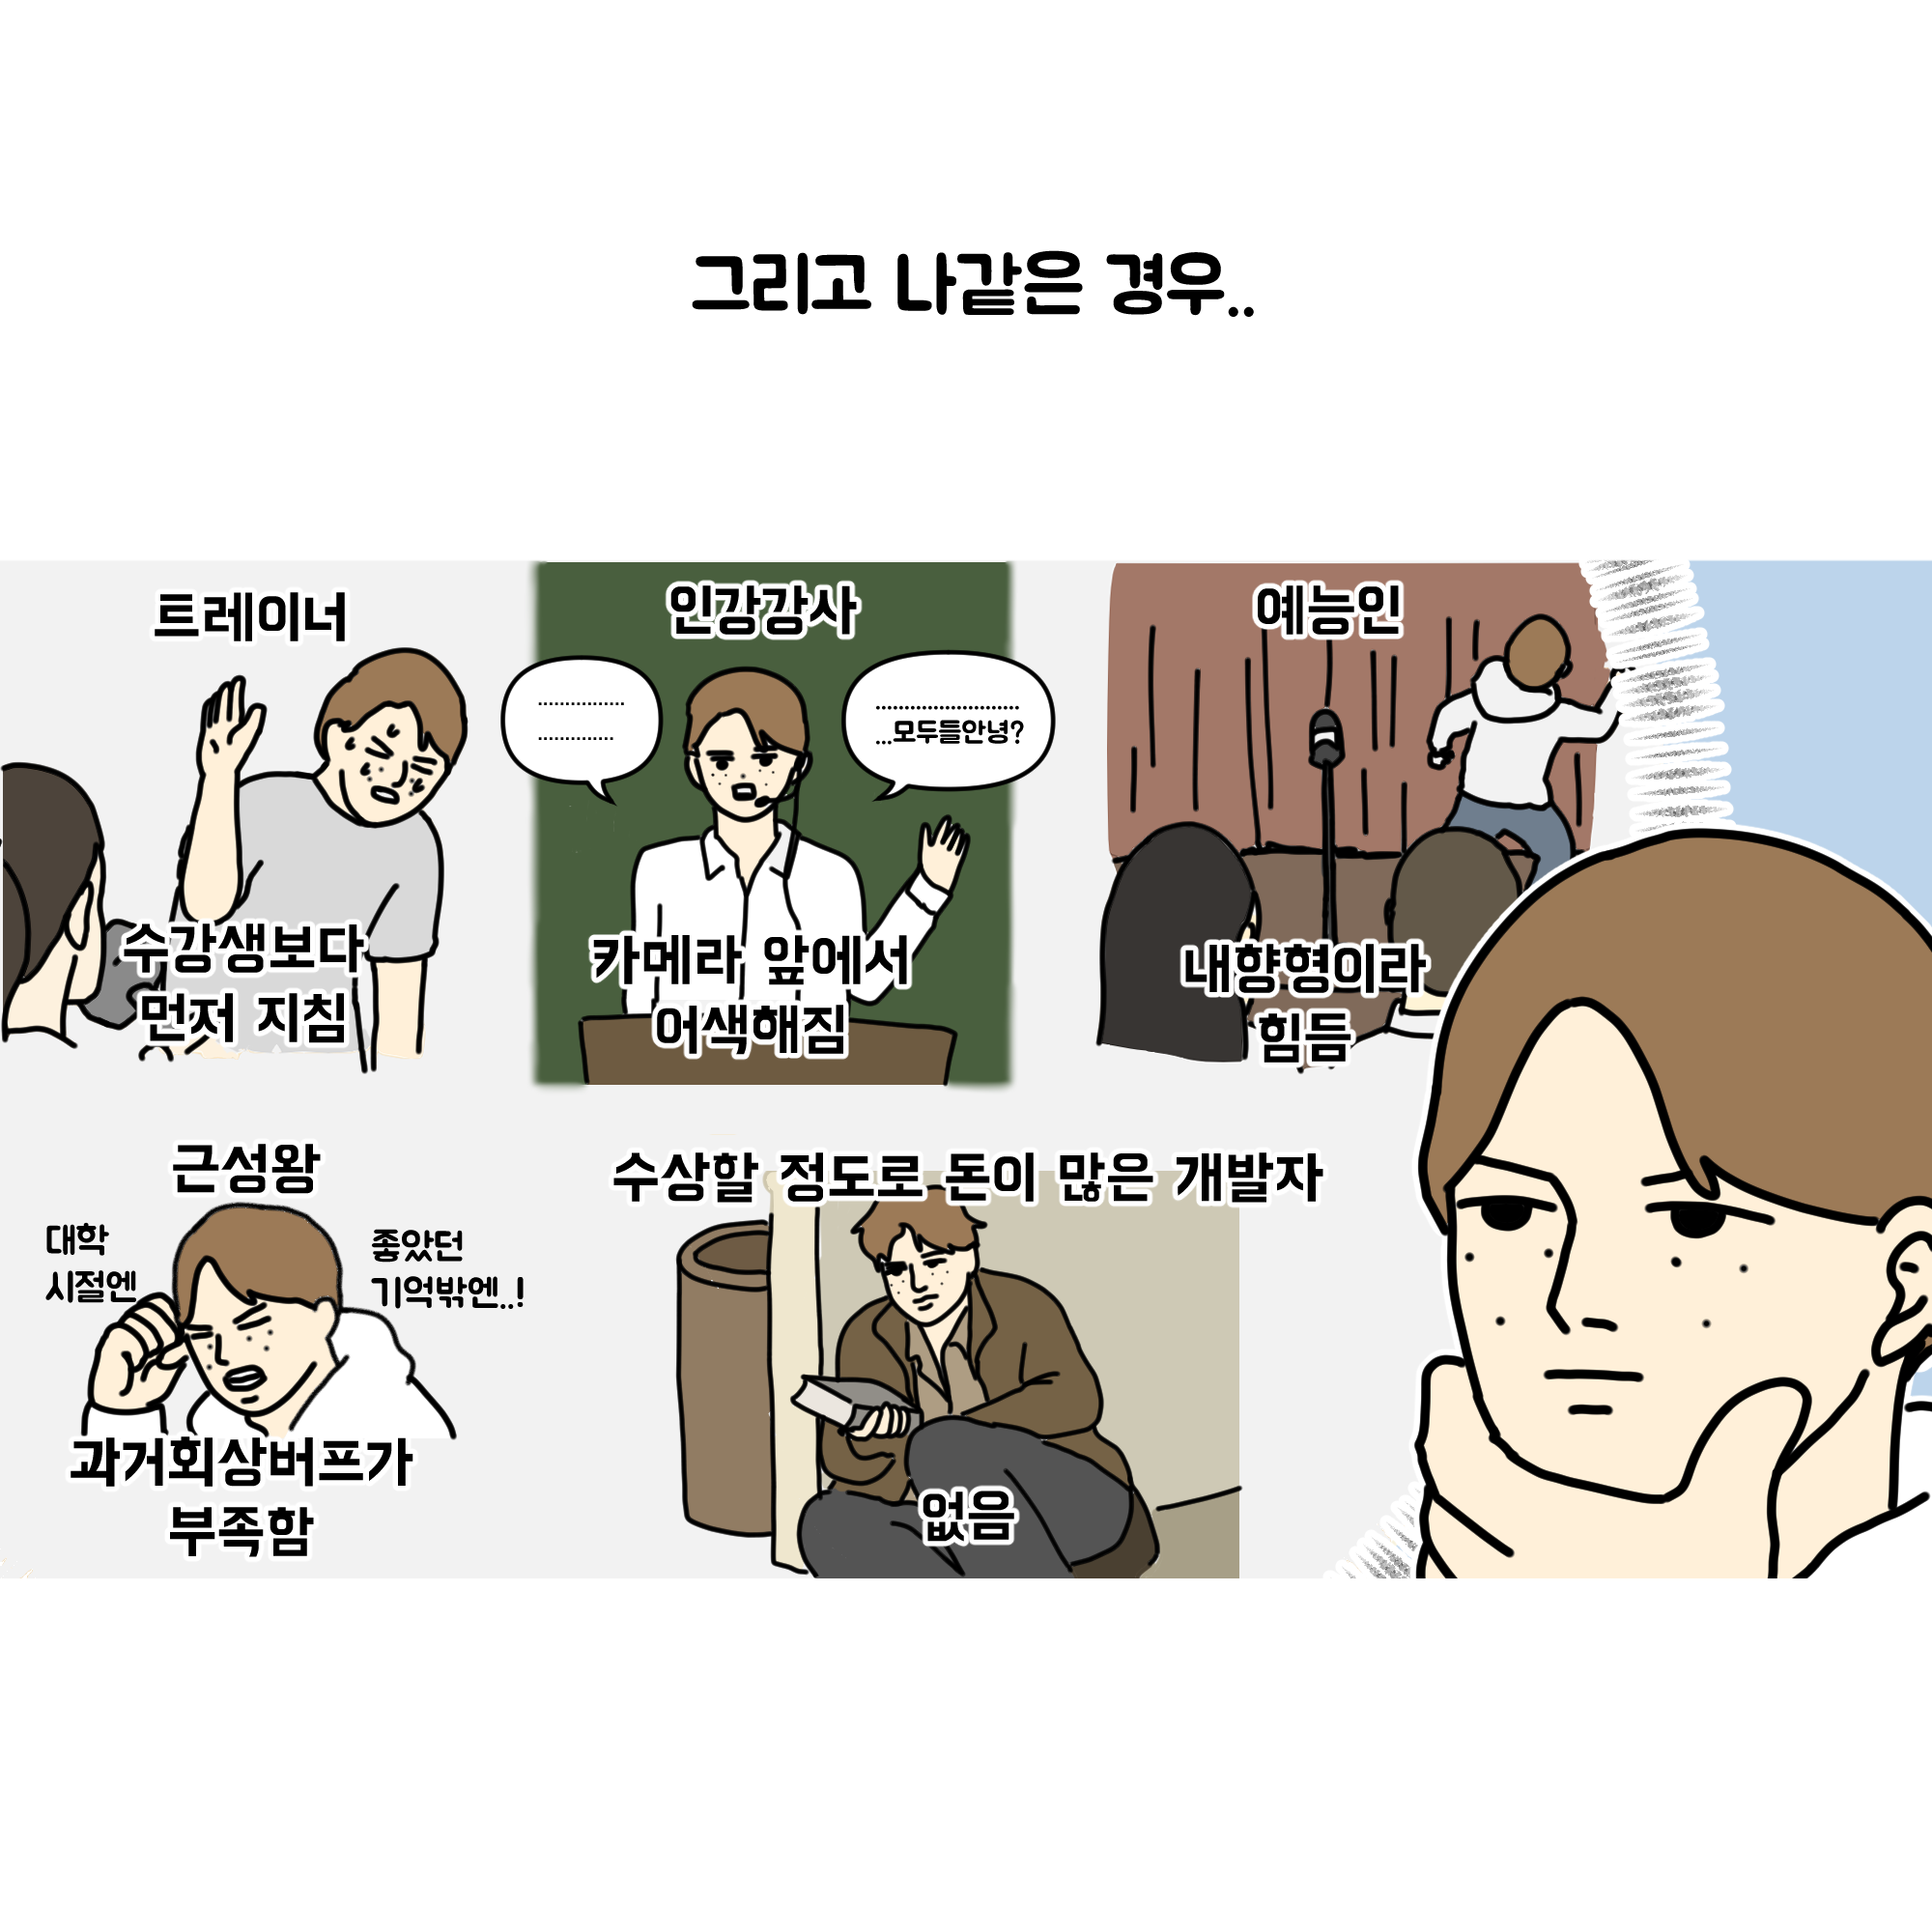 그리고 나같은 경우..
트레이너
수강생보다
먼저 지침
인강강사
................
..............
..........................
...모두들안녕?
카메라 앞에서
어색해짐
예능인
내향형이라
힘듬
근성왕
대학
시절엔
좋았던
기억밖엔..!
과거회상버프가
부족함
수상할 정도로 돈이 많은 개발자
없음